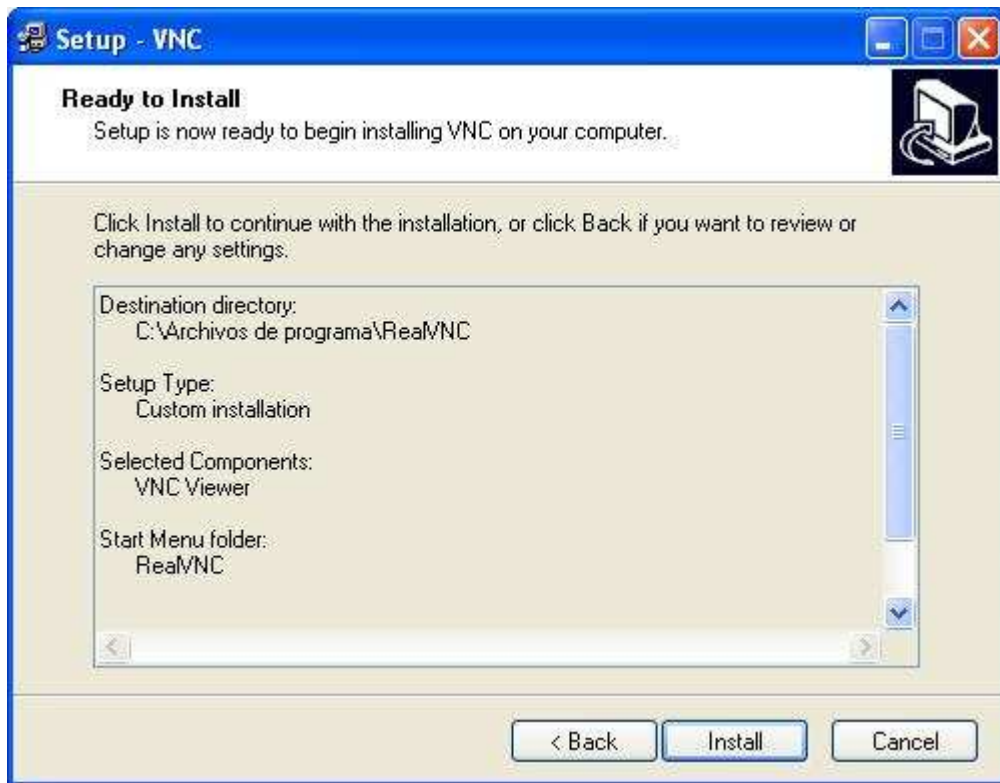 Setup - VNC
Ready to Install
Setup is now ready to begin installing VNC on your computer.
Click Install to continue with the installation, or click Back if you want to review or
change any settings.
Destination directory:
C:\Archivos de programa\RealVNC
Setup Type:
Custom installation
Selected Components:
VNC Viewer
Start Menu folder:
RealVNC
< Back
Install
Cancel